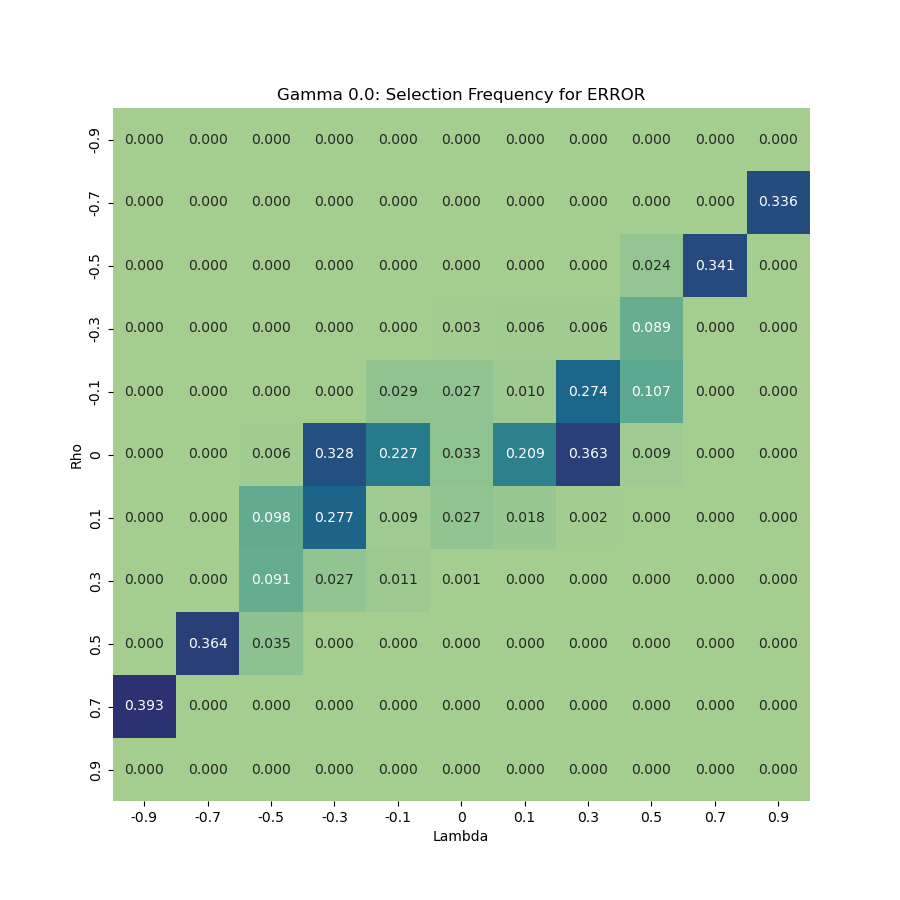 Gamma 0.0: Selection Frequency for ERROR
-0.9 0.000 0.000 0.000 0.000 0.000 0.000 0.000 0.000 0.000 0.000 0.000
-0.7 0.000 0.000 0.000 0.000 0.000 0.000 0.000 0.000 0.000 0.000 0.336
-0.5 0.000 0.000 0.000 0.000 0.000 0.000 0.000 0.000 0.024 0.341 0.000
-0.3 0.000 0.000 0.000 0.000 0.000 0.003 0.006 0.006 0.089 0.000 0.000
-0.1 0.000 0.000 0.000 0.000 0.029 0.027 0.010 0.274 0.107 0.000 0.000
Rho
0 0.000 0.000 0.006 0.328 0.227 0.033 0.209 0.363 0.009 0.000 0.000
0.1 0.000 0.000 0.098 0.277 0.009 0.027 0.018 0.002 0.000 0.000 0.000
0.3 0.000 0.000 0.091 0.027 0.011 0.001 0.000 0.000 0.000 0.000 0.000
0.5 0.000 0.364 0.035 0.000 0.000 0.000 0.000 0.000 0.000 0.000 0.000
0.7 0.393 0.000 0.000 0.000 0.000 0.000 0.000 0.000 0.000 0.000 0.000
0.9 0.000 0.000 0.000 0.000 0.000 0.000 0.000 0.000 0.000 0.000 0.000
-0.9 -0.7 -0.5 -0.3 -0.1 0 0.1 0.3 0.5 0.7 0.9
Lambda